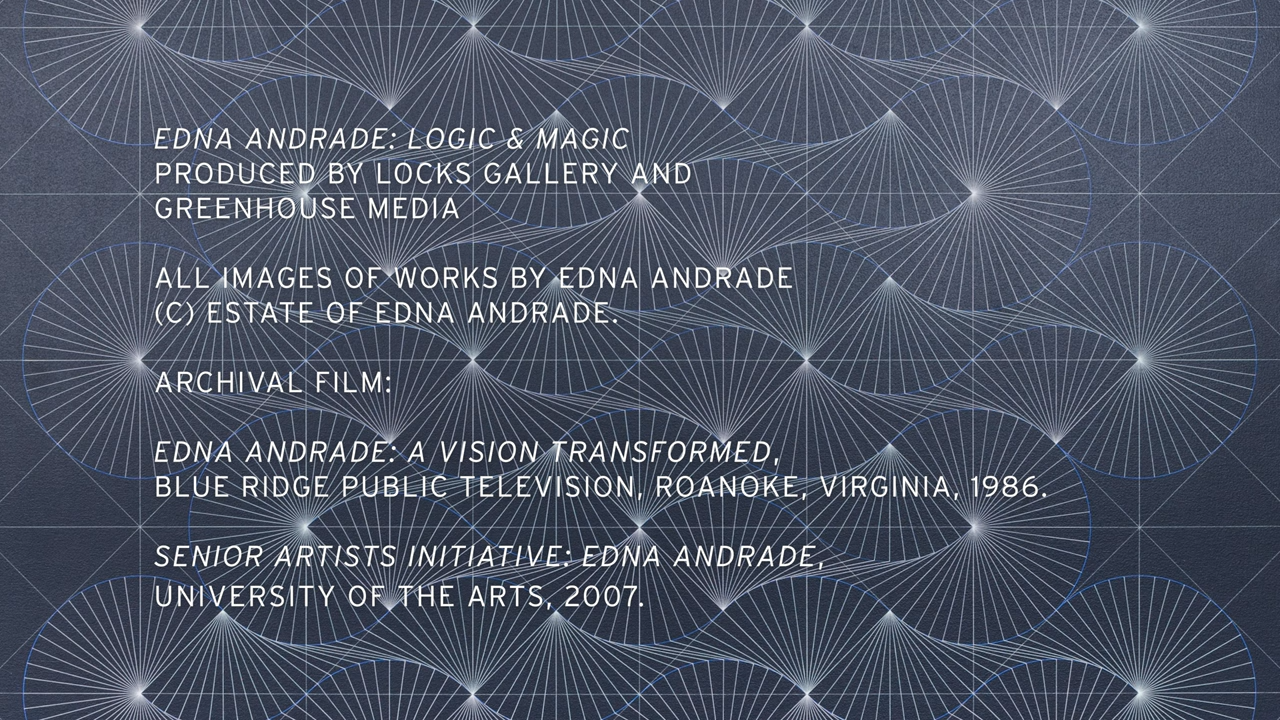 EDNA ANDRADE: LOGIC & MAGIC
PRODUCED BY LOCKS GALLERY AND
GREENHOUSE MEDIA
ALL IMAGES OF WORKS BY EDNA ANDRADE
(C) ESTATE OF EDNA ANDRADE.
ARCHIVAL FILM:
EDNA ANDRADE: A VISION TRANSFORMED,
BLUE RIDGE PUBLIC TELEVISION, ROANOKE, VIRGINIA, 1986.
SENIOR ARTISTS INITIATIVE: EDNA ANDRADE,
UNIVERSITY OF THE ARTS, 2007.